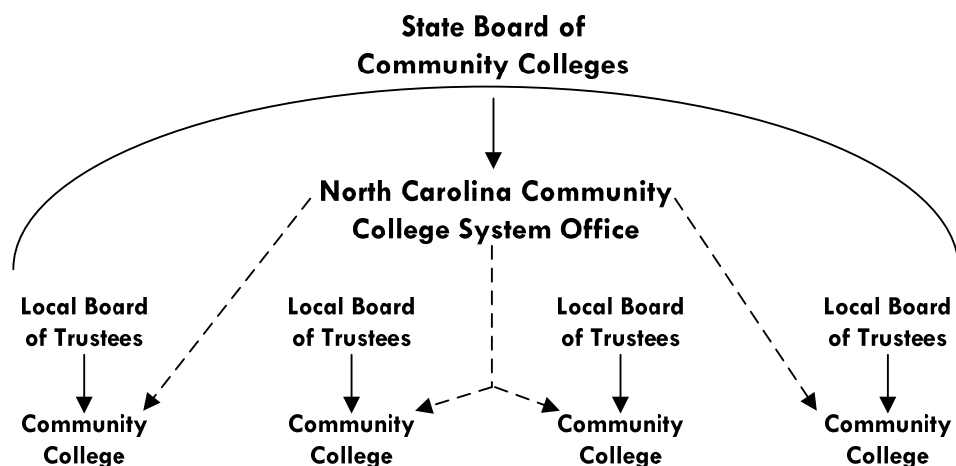 State Board of
Community Colleges
North Carolina Community
College System Office
Local Board
of Trustees
Local Board
of Trustees
Local Board
of Trustees
Local Board
of Trustees
Community
College
Community
College
Community
College
Community
College